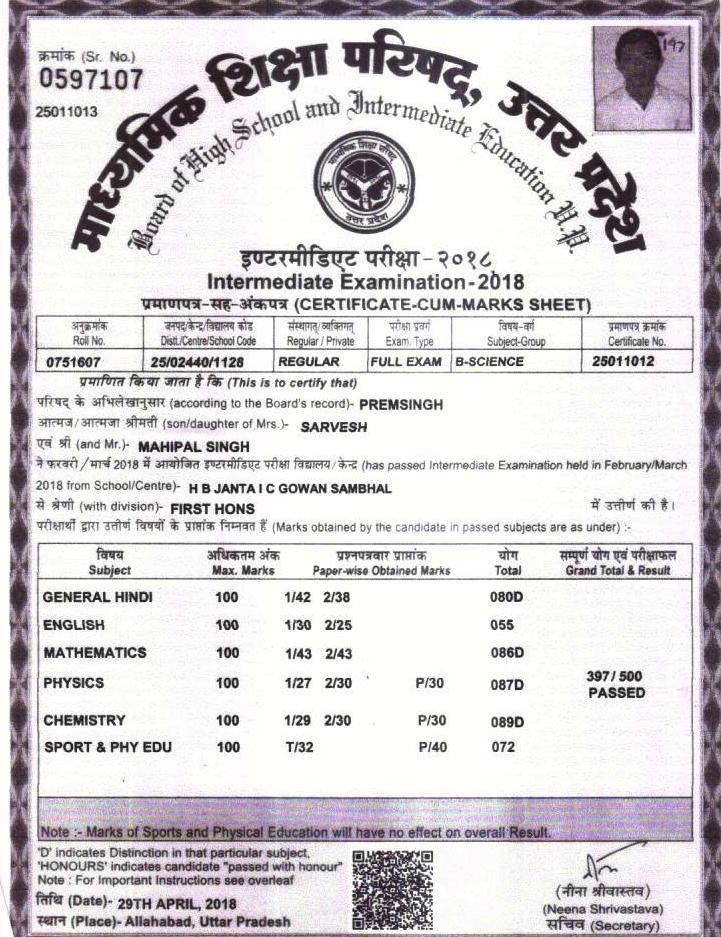 क्रमांक (Sr. No.)
0597107
25011013
197
माध्यमिक शिक्षा परिषद्, उत्तर प्रदेश
Board of High School and Intermediate Education U.P.
माध्यमिक शिक्षा परिषद्
उत्तर प्रदेश
इण्टरमीडिएट परीक्षा-२०१८
Intermediate Examination-2018
प्रमाणपत्र-सह-अंकपत्र (CERTIFICATE-CUM-MARKS SHEET)
अनुक्रमांक जनपद/केन्द्र/विद्यालय कोड संस्थागत/व्यक्तिगत परीक्षा प्रवर्ग विषय-वर्ग प्रमाणपत्र क्रमांक
Roll No. Distt./Centre/School Code Regular / Private Exam. Type Subject-Group Certificate No.
0751607 25/02440/1128 REGULAR FULL EXAM B-SCIENCE 25011012
प्रमाणित किया जाता है कि (This is to certify that)
परिषद के अभिलेखानुसार (according to the Board's record)- PREMSINGH
आत्मज/आत्मजा श्रीमती (son/daughter of Mrs.)- SARVESH
एवं श्री (and Mr.)- MAHIPAL SINGH
ने फरवरी/मार्च 2018 में आयोजित इण्टरमीडिएट परीक्षा विद्यालय/केन्द्र (has passed Intermediate Examination held in February/March
2018 from School/Centre)- H B JANTA I C GOWAN SAMBHAL
से श्रेणी (with division)- FIRST HONS में उत्तीर्ण की है।
परीक्षार्थी द्वारा उत्तीर्ण विषयों के प्राप्तांक निम्नवत हैं (Marks obtained by the candidate in passed subjects are as under) :-
विषय अधिकतम अंक प्रश्नपत्रवार प्राप्तांक योग सम्पूर्ण योग एवं परीक्षाफल
Subject Max. Marks Paper-wise Obtained Marks Total Grand Total & Result
GENERAL HINDI 100 1/42 2/38 080D
ENGLISH 100 1/30 2/25 055
MATHEMATICS 100 1/43 2/43 086D
PHYSICS 100 1/27 2/30 P/30 087D 397/500
PASSED
CHEMISTRY 100 1/29 2/30 P/30 089D
SPORT & PHY EDU 100 T/32 P/40 072
Note :- Marks of Sports and Physical Education will have no effect on overall Result.
'D' indicates Distinction in that particular subject,
'HONOURS' indicates candidate "passed with honour"
Note : For Important Instructions see overleaf
तिथि (Date)- 29TH APRIL, 2018
स्थान (Place)- Allahabad, Uttar Pradesh
(नीना श्रीवास्तव)
(Neena Shrivastava)
सचिव (Secretary)